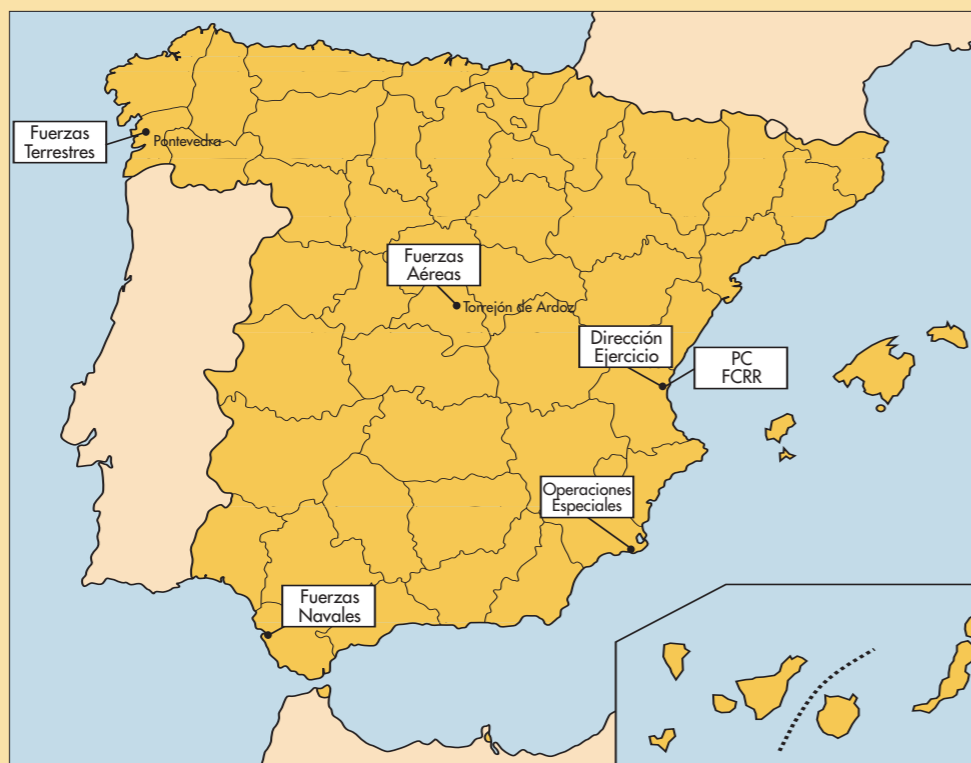 Fuerzas
Terrestres
Pontevedra
Fuerzas
Aéreas
Torrejón de Ardoz
Dirección
Ejercicio
PC
FCRR
Operaciones
Especiales
Fuerzas
Navales